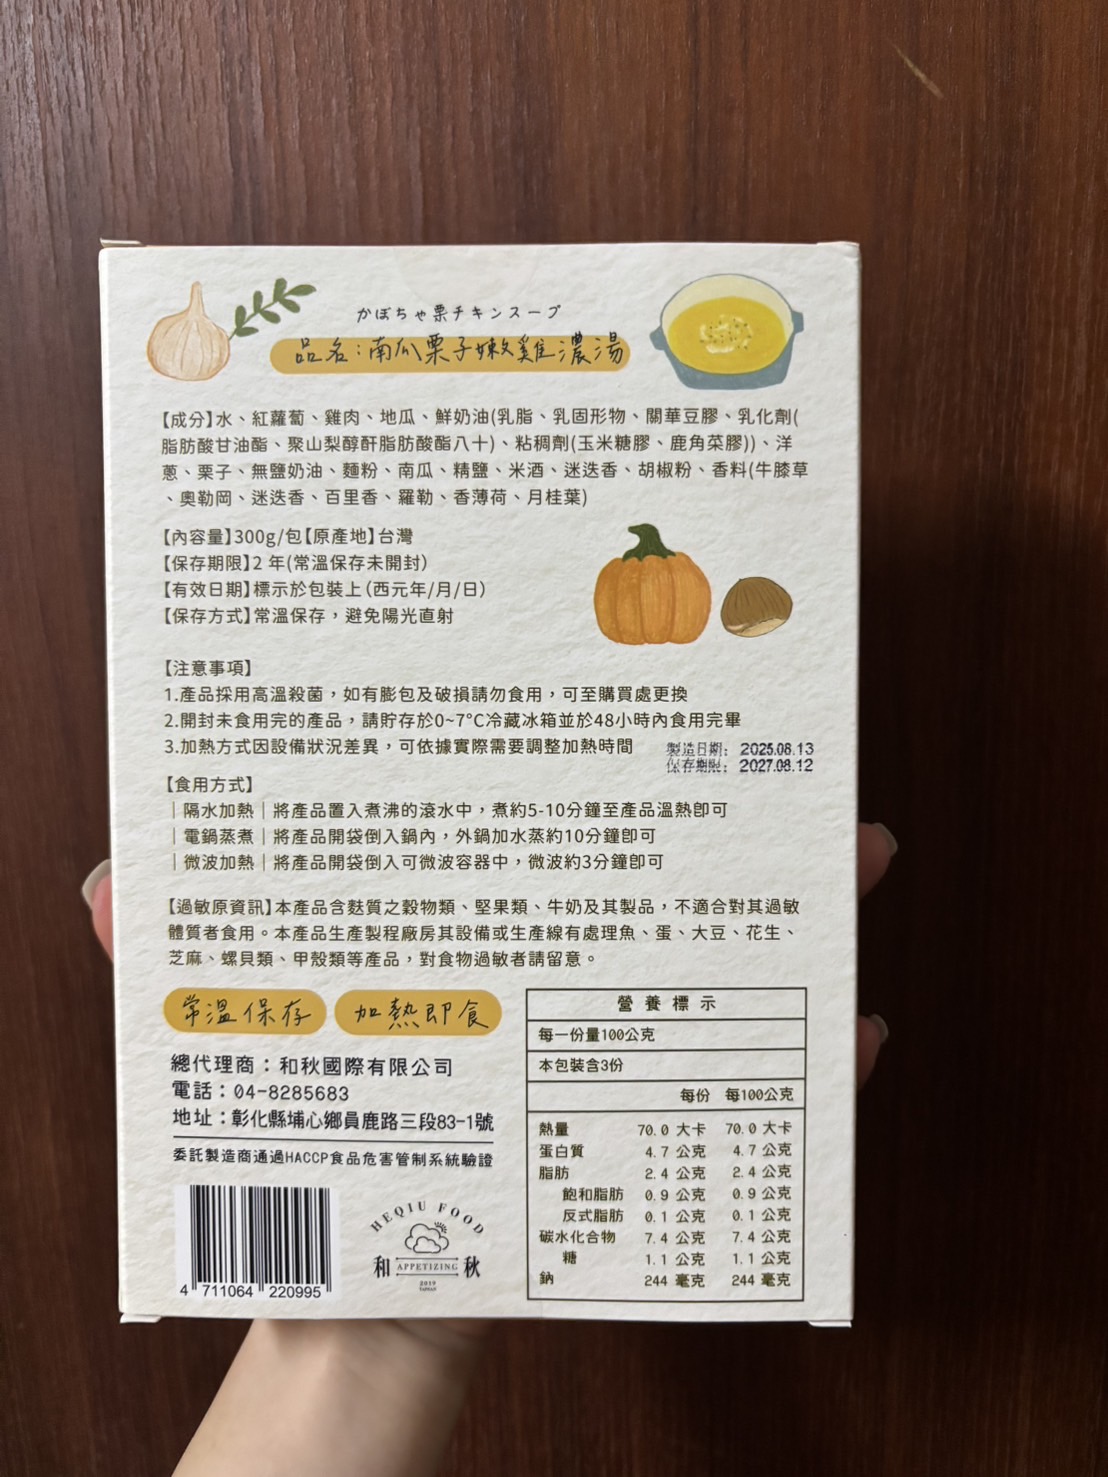 かぼちゃ栗チキンスープ
品名:南瓜栗子嫩雞濃湯
【成分】水、紅蘿蔔、雞肉、地瓜、鮮奶油(乳脂、乳固形物、關華豆膠、乳化劑(
脂肪酸甘油酯、聚山梨醇酐脂肪酸酯八十)、粘稠劑(玉米糖膠、鹿角菜膠))、洋
蔥、栗子、無鹽奶油、麵粉、南瓜、精鹽、米酒、迷迭香、胡椒粉、香料(牛膝草
、奧勒岡、迷迭香、百里香、羅勒、香薄荷、月桂葉)
【內容量】300g/包【原產地】台灣
【保存期限】2 年(常溫保存未開封)
【有效日期】標示於包裝上(西元年/月/日)
【保存方式】常溫保存,避免陽光直射
【注意事項】
1.產品採用高溫殺菌,如有膨包及破損請勿食用,可至購買處更換
2.開封未食用完的產品,請貯存於0~7°C冷藏冰箱並於48小時內食用完畢
3.加熱方式因設備狀況差異,可依據實際需要調整加熱時間
製造日期: 2025.08.13
保存期限: 2027.08.12
【食用方式】
|隔水加熱|將產品置入煮沸的滾水中,煮約5-10分鐘至產品溫熱即可
|電鍋蒸煮|將產品開袋倒入鍋內,外鍋加水蒸約10分鐘即可
|微波加熱|將產品開袋倒入可微波容器中,微波約3分鐘即可
【過敏原資訊】本產品含麩質之穀物類、堅果類、牛奶及其製品,不適合對其過敏
體質者食用。本產品生產製程廠房其設備或生產線有處理魚、蛋、大豆、花生、
芝麻、螺貝類、甲殼類等產品,對食物過敏者請留意。
常溫保存 加熱即食
總代理商:和秋國際有限公司
電話:04-8285683
地址:彰化縣埔心鄉員鹿路三段83-1號
委託製造商通過HACCP食品危害管制系統驗證
4 711064 220995
HEQIU FOOD
和 APPETIZING 秋
2019
TAIWAN
營養標示
每一份量100公克
本包裝含3份
每份 每100公克
熱量 70.0 大卡 70.0 大卡
蛋白質 4.7 公克 4.7 公克
脂肪 2.4 公克 2.4 公克
飽和脂肪 0.9 公克 0.9 公克
反式脂肪 0.1 公克 0.1 公克
碳水化合物 7.4 公克 7.4 公克
糖 1.1 公克 1.1 公克
鈉 244 毫克 244 毫克